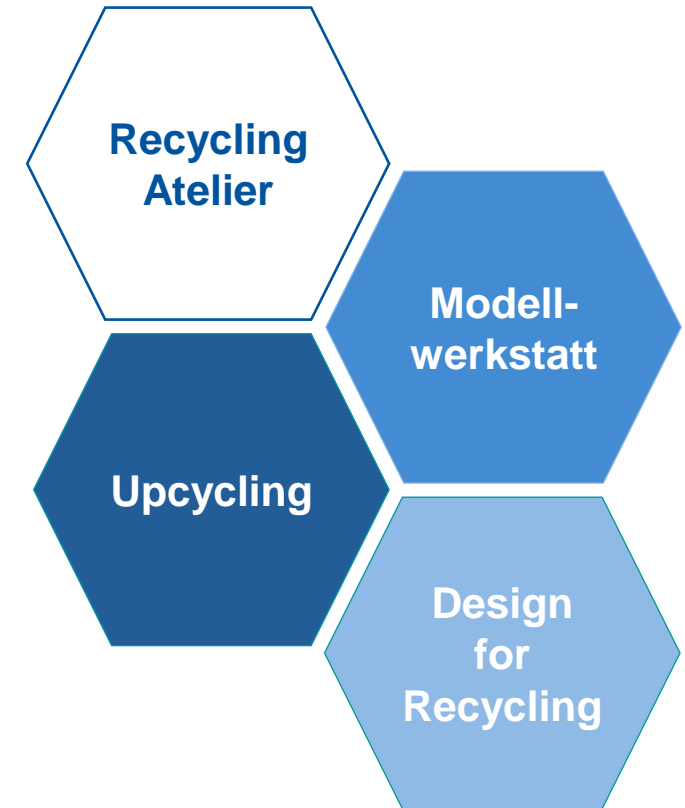 Recycling
Atelier
Modell-
werkstatt
Upcycling
Design
for
Recycling